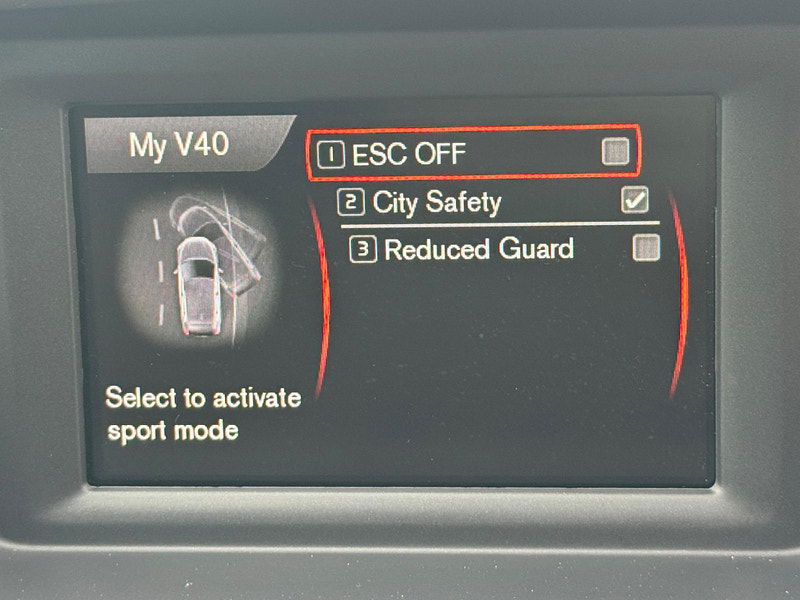 My V40
1 ESC OFF
2 City Safety
3 Reduced Guard
Select to activate
sport mode